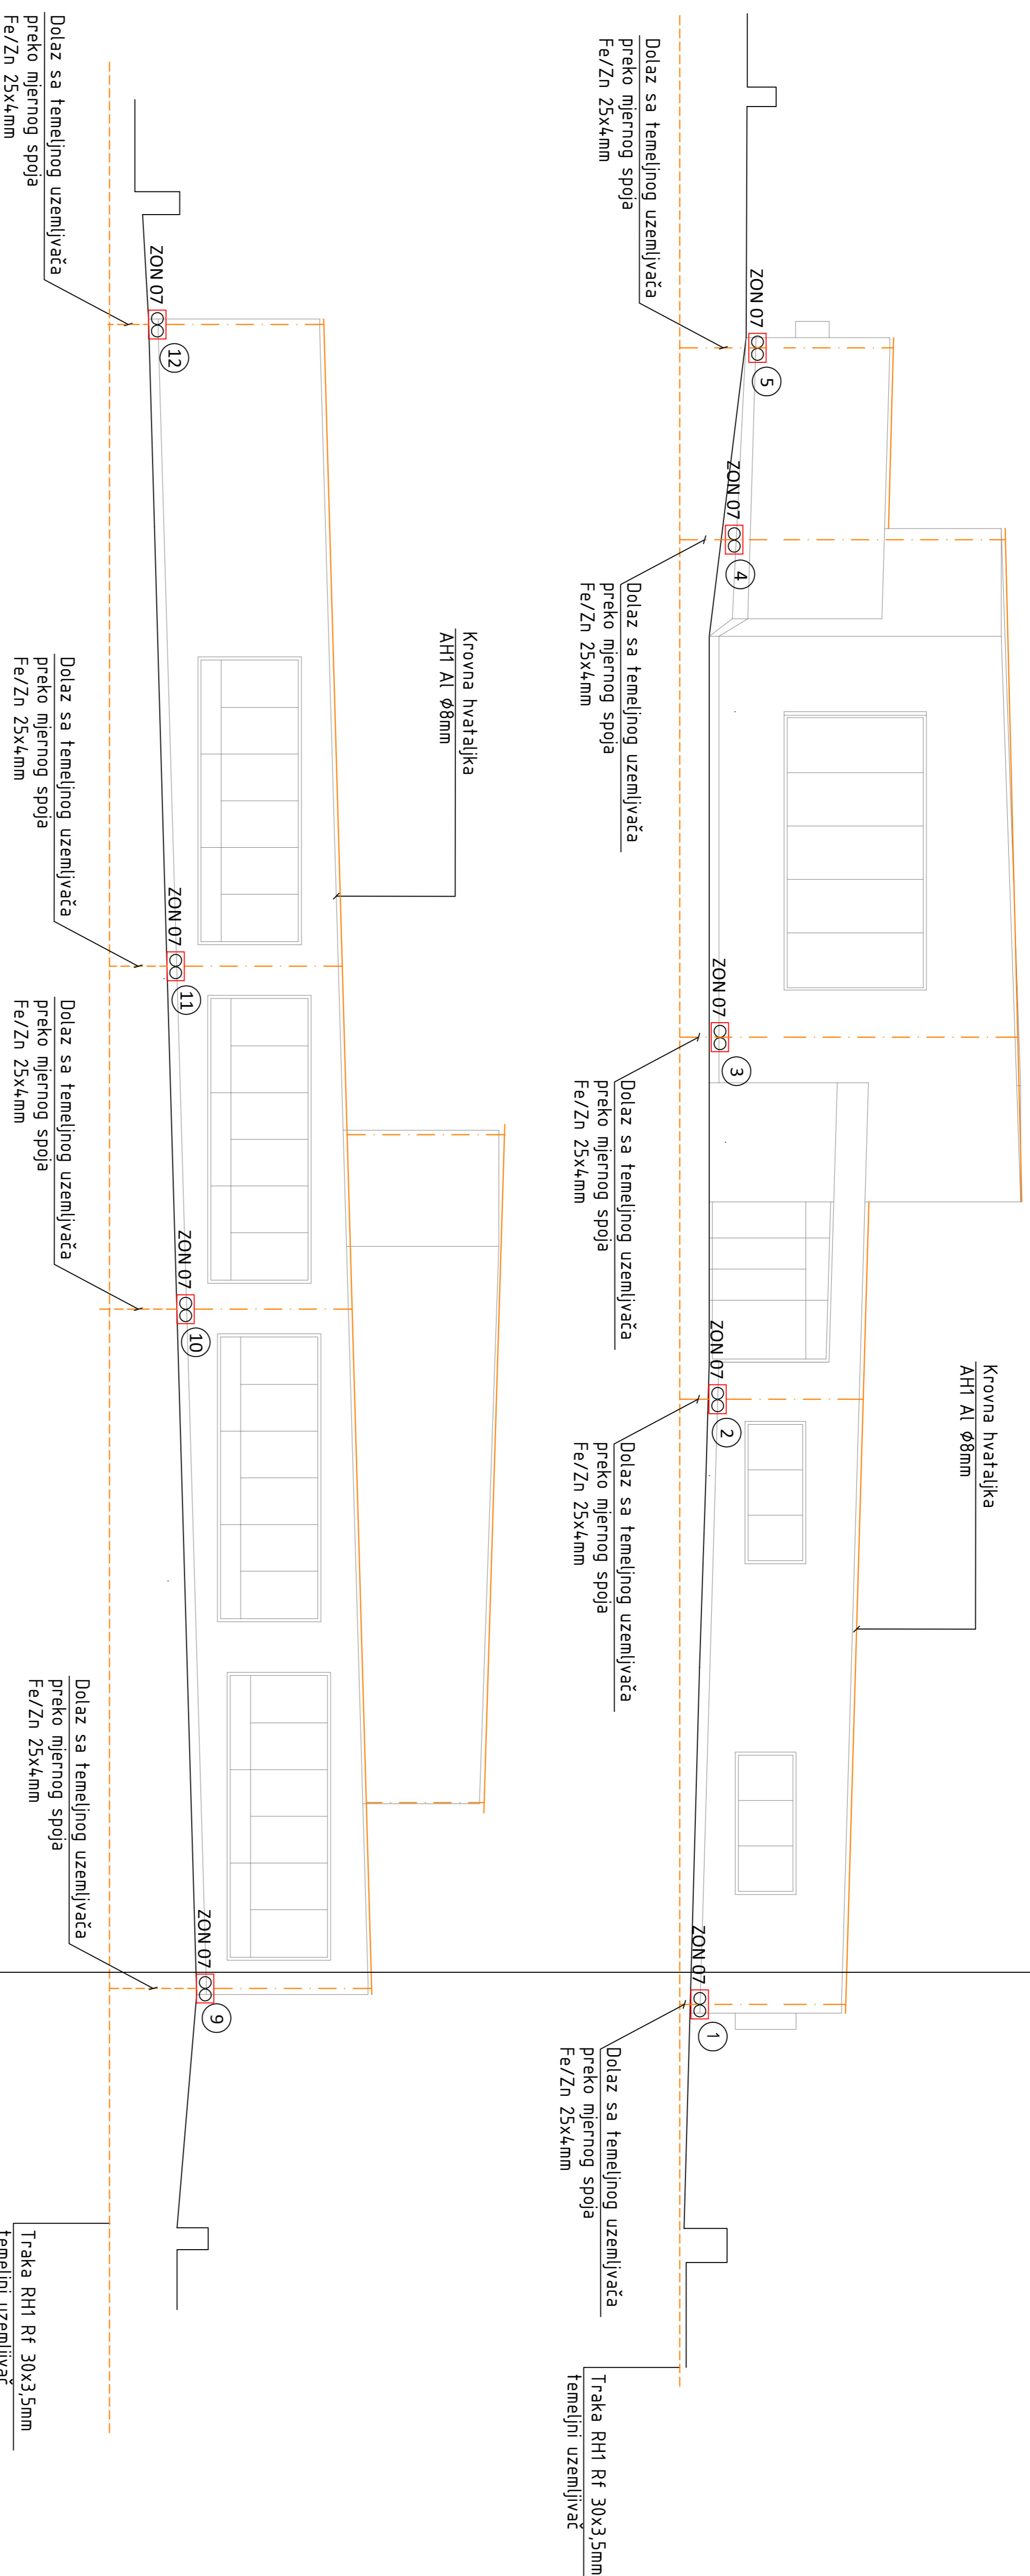 Krovna hvataljka
AH1 Al Ø8mm
ZON 07
5
ZON 07
4
ZON 07
3
ZON 07
2
ZON 07
1
Dolaz sa temeljnog uzemljivača
preko mjernog spoja
Fe/Zn 25x4mm
Dolaz sa temeljnog uzemljivača
preko mjernog spoja
Fe/Zn 25x4mm
Dolaz sa temeljnog uzemljivača
preko mjernog spoja
Fe/Zn 25x4mm
Dolaz sa temeljnog uzemljivača
preko mjernog spoja
Fe/Zn 25x4mm
Dolaz sa temeljnog uzemljivača
preko mjernog spoja
Fe/Zn 25x4mm
Traka RH1 Rf 30x3,5mm
temeljni uzemljivač
Krovna hvataljka
AH1 Al Ø8mm
ZON 07
12
ZON 07
11
ZON 07
10
ZON 07
9
Dolaz sa temeljnog uzemljivača
preko mjernog spoja
Fe/Zn 25x4mm
Dolaz sa temeljnog uzemljivača
preko mjernog spoja
Fe/Zn 25x4mm
Dolaz sa temeljnog uzemljivača
preko mjernog spoja
Fe/Zn 25x4mm
Dolaz sa temeljnog uzemljivača
preko mjernog spoja
Fe/Zn 25x4mm
Traka RH1 Rf 30x3,5mm
temeljni uzemljivač